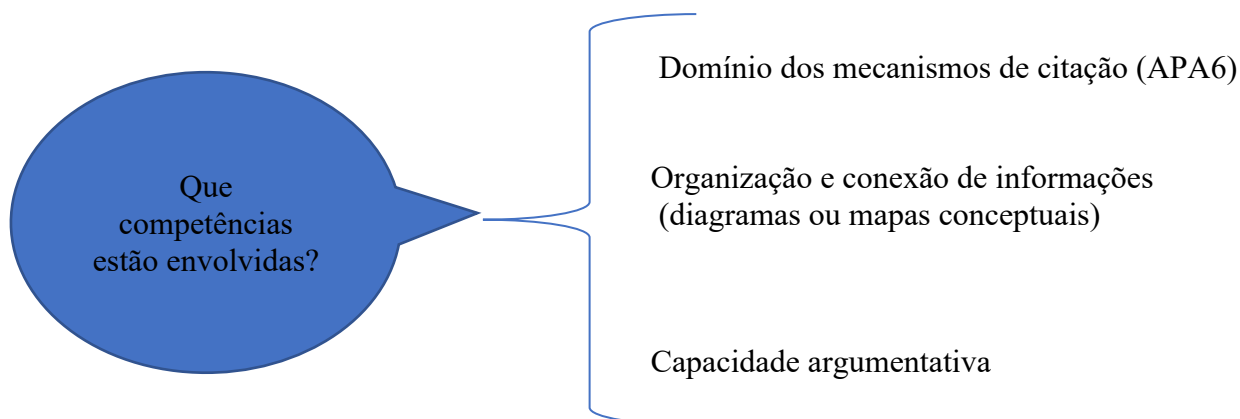 Que
competências
estão envolvidas?
Domínio dos mecanismos de citação (APA6)
Organização e conexão de informações
(diagramas ou mapas conceptuais)
Capacidade argumentativa